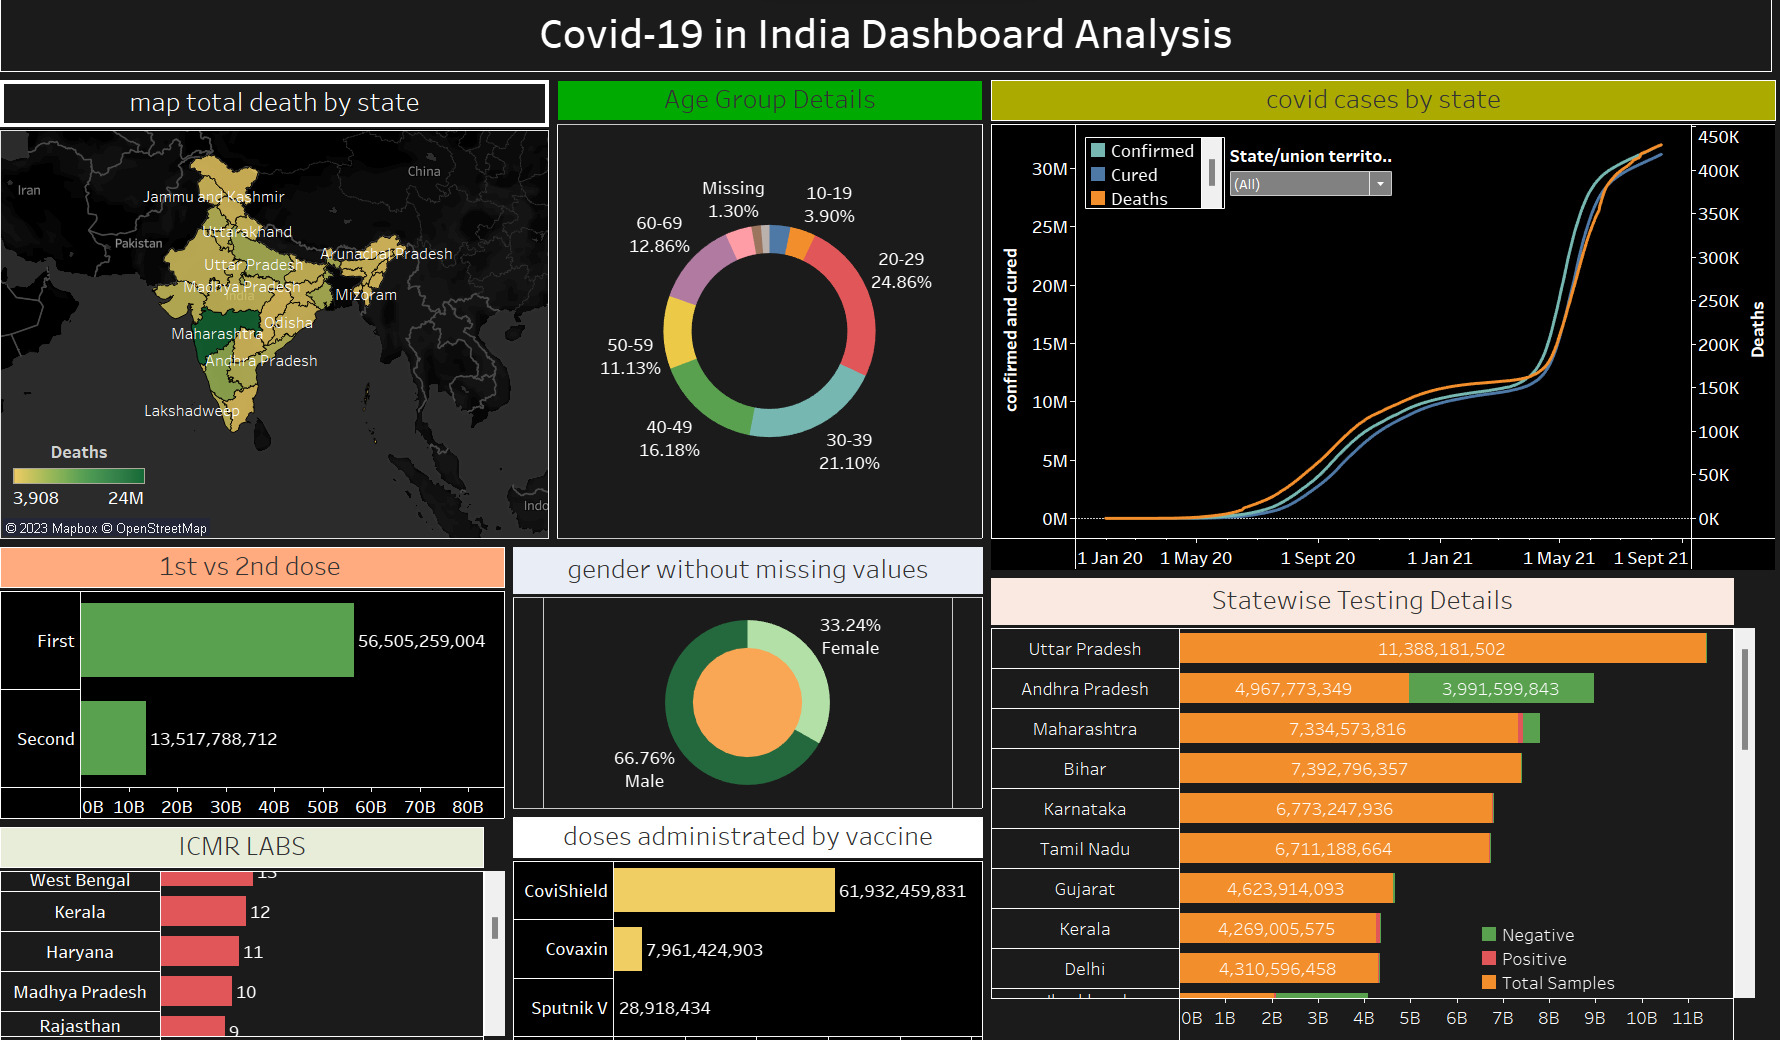 Covid-19 in India Dashboard Analysis
map total death by state
Iran
China
Pakistan
Jammu and Kashmir
Uttarakhand
Arunachal Pradesh
Uttar Pradesh
Madhya Pradesh
India
Mizoram
Odisha
Maharashtra
Andhra Pradesh
Lakshadweep
Deaths
3,908 24M
Indo
© 2023 Mapbox © OpenStreetMap
Age Group Details
Missing
1.30%
10-19
3.90%
60-69
12.86%
20-29
24.86%
50-59
11.13%
40-49
16.18%
30-39
21.10%
covid cases by state
Confirmed
Cured
Deaths
State/union territo..
(All)
confirmed and cured
30M
25M
20M
15M
10M
5M
0M
450K
400K
350K
300K
250K
200K
150K
100K
50K
0K
Deaths
1 Jan 20 1 May 20 1 Sept 20 1 Jan 21 1 May 21 1 Sept 21
1st vs 2nd dose
First 56,505,259,004
Second 13,517,788,712
0B 10B 20B 30B 40B 50B 60B 70B 80B
gender without missing values
33.24%
Female
66.76%
Male
Statewise Testing Details
Uttar Pradesh 11,388,181,502
Andhra Pradesh 4,967,773,349 3,991,599,843
Maharashtra 7,334,573,816
Bihar 7,392,796,357
Karnataka 6,773,247,936
Tamil Nadu 6,711,188,664
Gujarat 4,623,914,093
Kerala 4,269,005,575
Delhi 4,310,596,458
Negative
Positive
Total Samples
0B 1B 2B 3B 4B 5B 6B 7B 8B 9B 10B 11B
ICMR LABS
West Bengal 13
Kerala 12
Haryana 11
Madhya Pradesh 10
Rajasthan 9
doses administrated by vaccine
CoviShield 61,932,459,831
Covaxin 7,961,424,903
Sputnik V 28,918,434